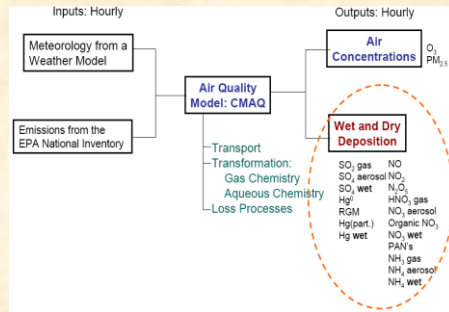 Inputs: Hourly
Outputs: Hourly
Meteorology from a
Weather Model
Emissions from the
EPA National Inventory
Air Quality
Model: CMAQ
Transport
Transformation:
Gas Chemistry
Aqueous Chemistry
Loss Processes
Air
Concentrations
O₃
PM₂.₅
Wet and Dry
Deposition
SO₂ gas
SO₄ aerosol
SO₄ wet
Hg⁰
RGM
Hg(part.)
Hg wet
NO
NO₂
N₂O₅
HNO₃ gas
NO₃ aerosol
Organic NO₃
NO₃ wet
PAN's
NH₃ gas
NH₄ aerosol
NH₄ wet